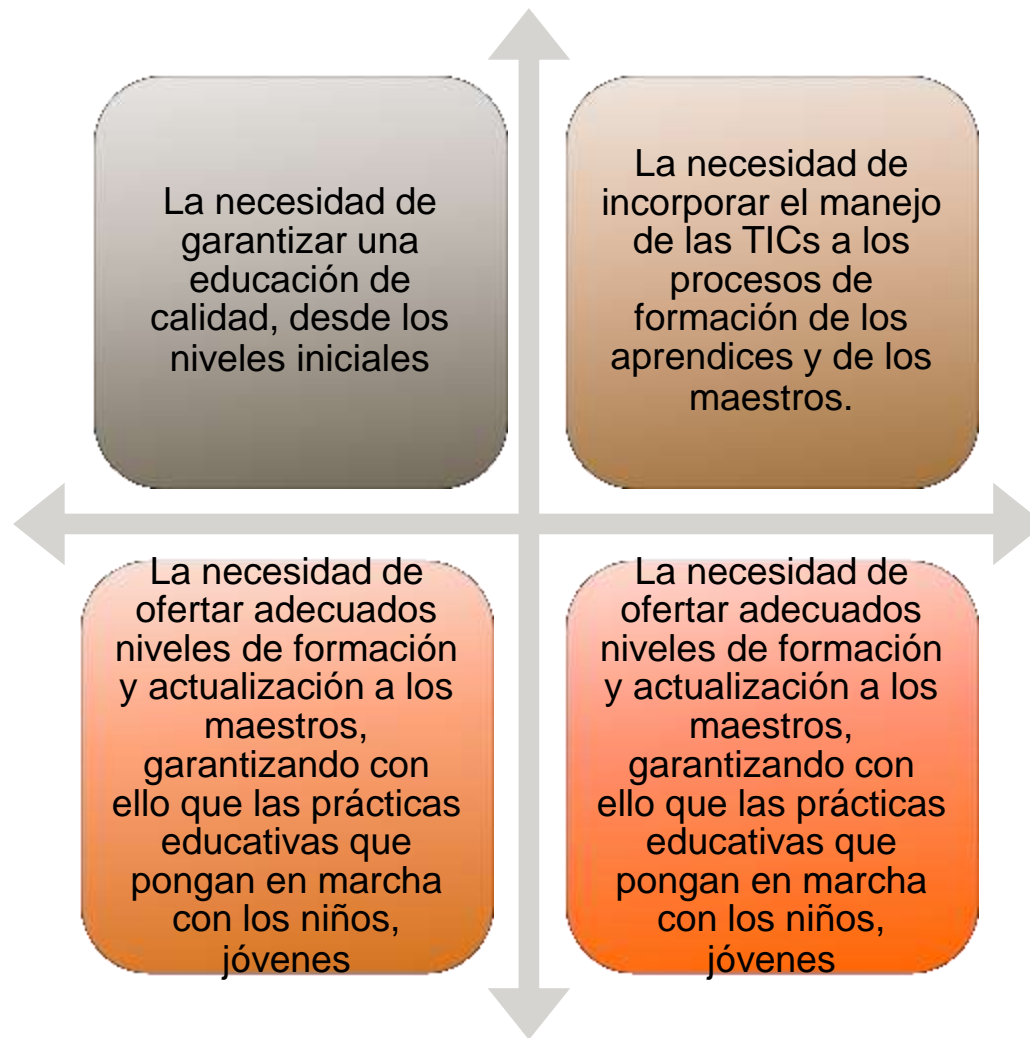 La necesidad de
garantizar una
educación de
calidad, desde los
niveles iniciales
La necesidad de
incorporar el manejo
de las TICs a los
procesos de
formación de los
aprendices y de los
maestros.
La necesidad de
ofertar adecuados
niveles de formación
y actualización a los
maestros,
garantizando con
ello que las prácticas
educativas que
pongan en marcha
con los niños,
jóvenes
La necesidad de
ofertar adecuados
niveles de formación
y actualización a los
maestros,
garantizando con
ello que las prácticas
educativas que
pongan en marcha
con los niños,
jóvenes